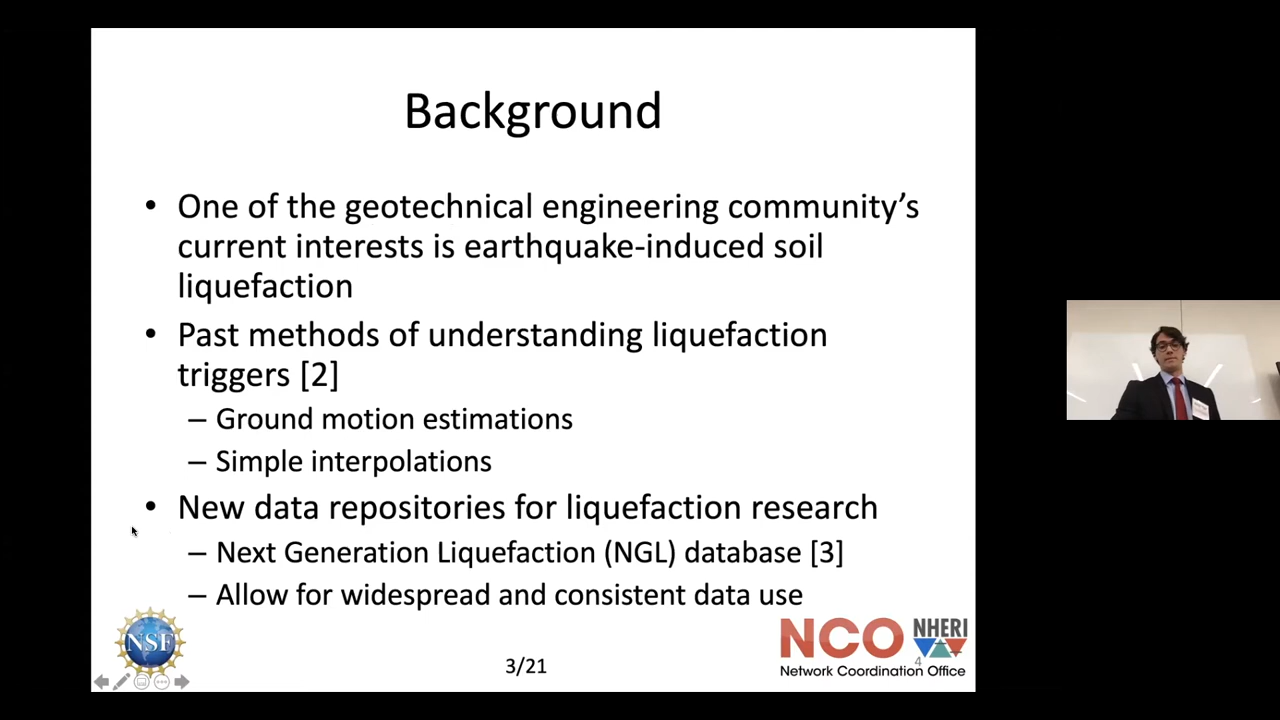 Background
• One of the geotechnical engineering community’s
current interests is earthquake-induced soil
liquefaction
• Past methods of understanding liquefaction
triggers [2]
– Ground motion estimations
– Simple interpolations
• New data repositories for liquefaction research
– Next Generation Liquefaction (NGL) database [3]
– Allow for widespread and consistent data use
NSF
3/21
NCO NHERI
4
Network Coordination Office